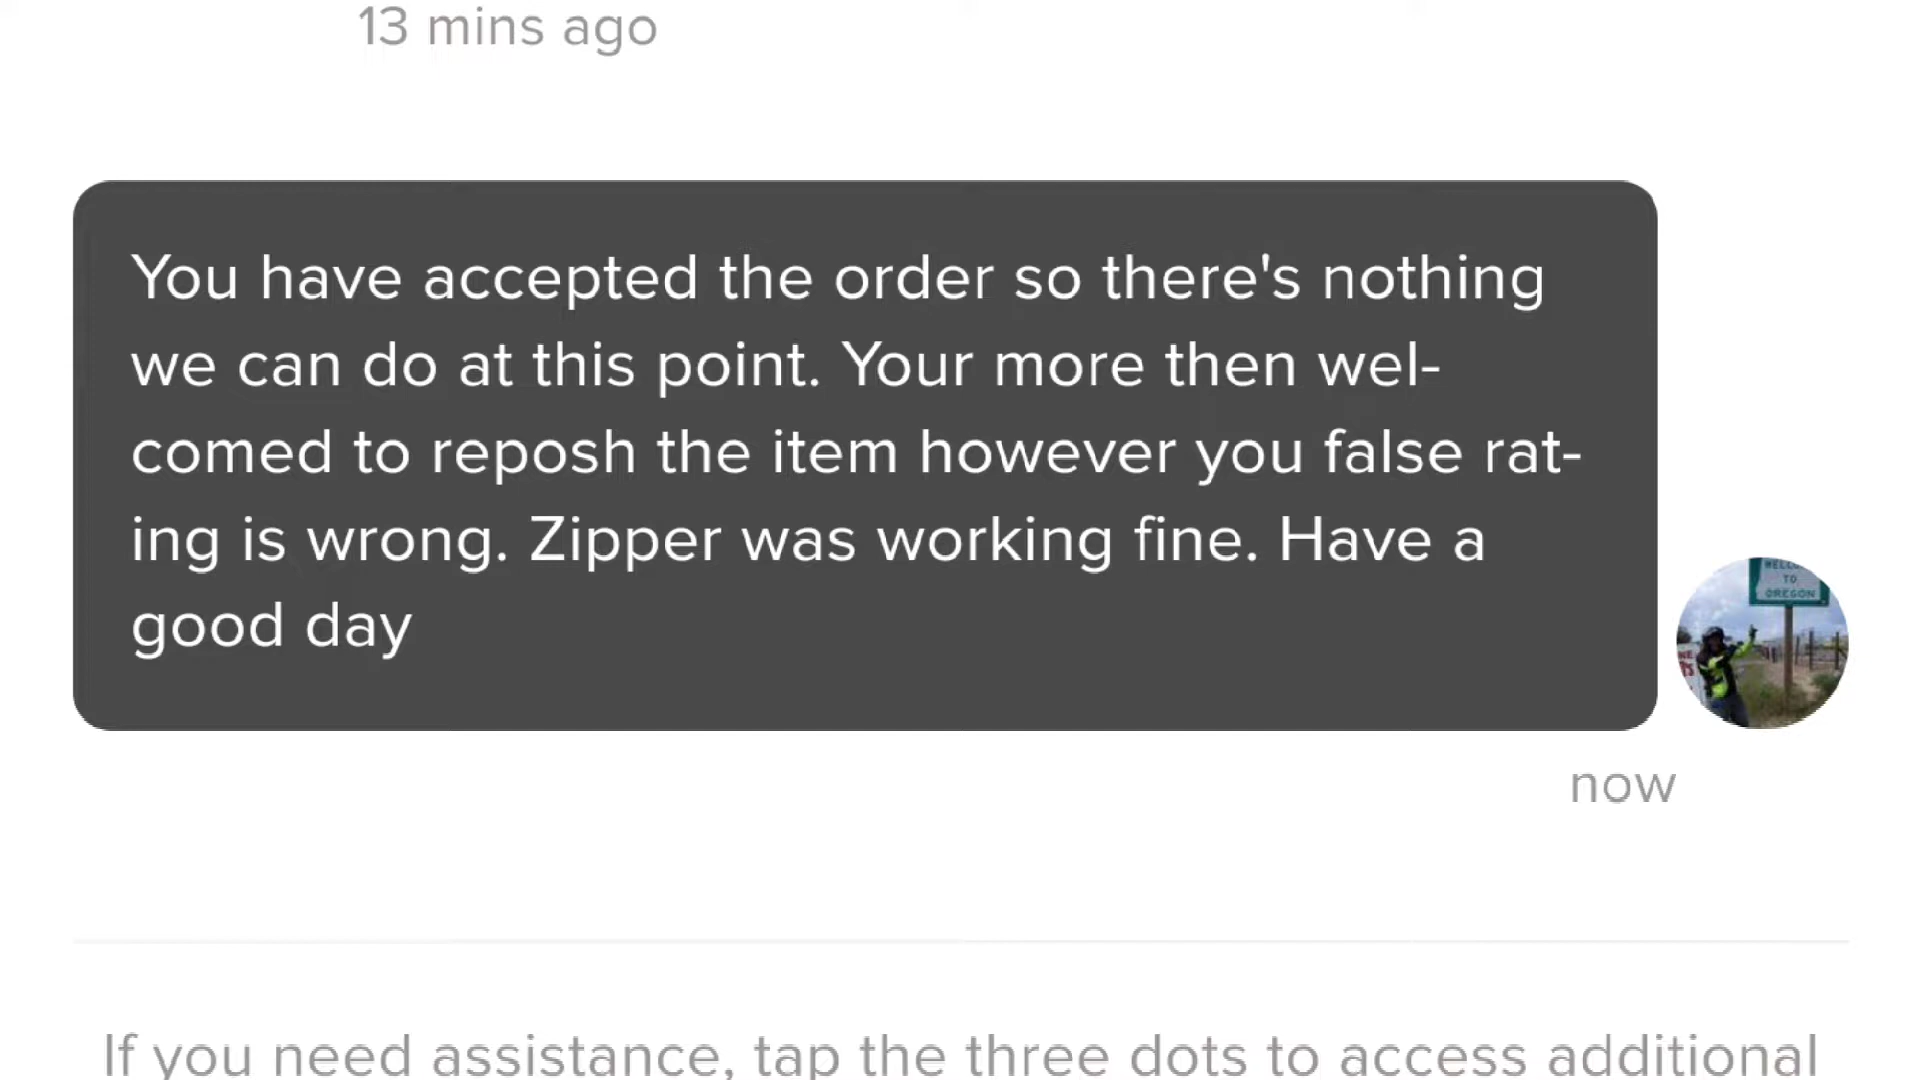 13 mins ago
You have accepted the order so there's nothing
we can do at this point. Your more then wel-
comed to reposh the item however you false rat-
ing is wrong. Zipper was working fine. Have a
good day
TO
OREGON
now
If you need assistance, tap the three dots to access additional